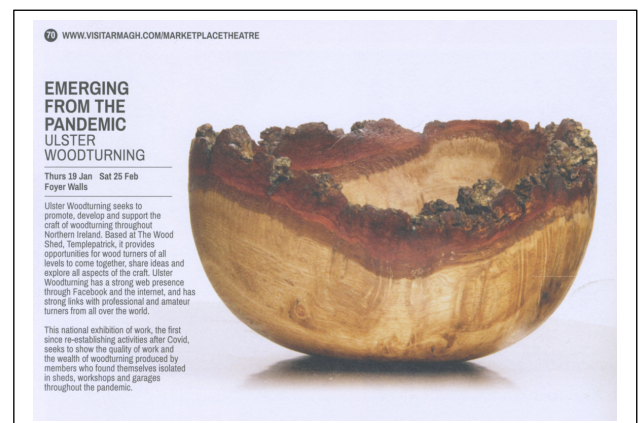 70 WWW.VISITARMAGH.COM/MARKETPLACETHEATRE
EMERGING
FROM THE
PANDEMIC
ULSTER
WOODTURNING
Thurs 19 Jan Sat 25 Feb
Foyer Walls
Ulster Woodturning seeks to
promote, develop and support the
craft of woodturning throughout
Northern Ireland. Based at The Wood
Shed, Templepatrick, it provides
opportunities for wood turners of all
levels to come together, share ideas and
explore all aspects of the craft. Ulster
Woodturning has a strong web presence
through Facebook and the internet, and has
strong links with professional and amateur
turners from all over the world.
This national exhibition of work, the first
since re-establishing activities after Covid,
seeks to show the quality of work and
the wealth of woodturning produced by
members who found themselves isolated
in sheds, workshops and garages
throughout the pandemic.